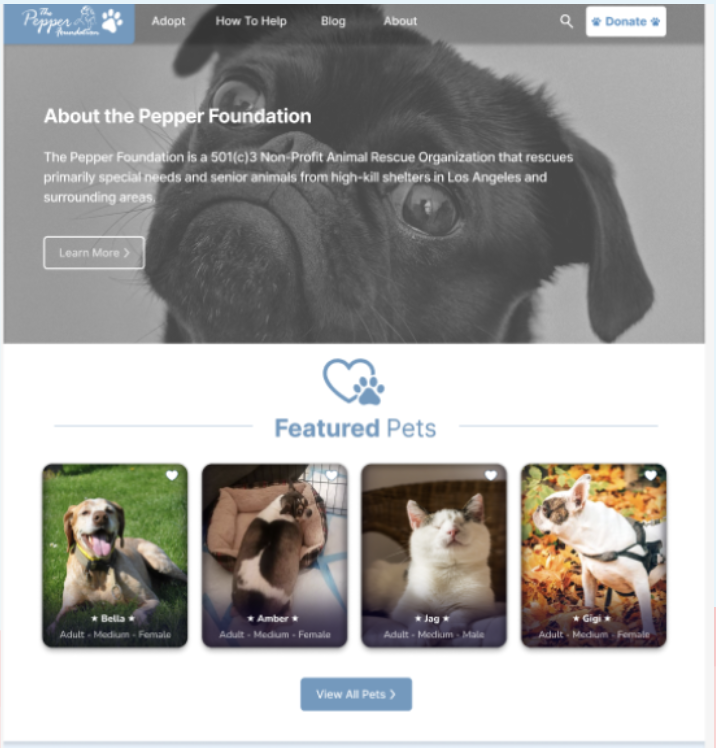 The
Pepper
Foundation
Adopt
How To Help
Blog
About
Donate
About the Pepper Foundation
The Pepper Foundation is a 501(c)3 Non-Profit Animal Rescue Organization that rescues
primarily special needs and senior animals from high-kill shelters in Los Angeles and
surrounding areas.
Learn More >
Featured Pets
★ Bella ★
Adult - Medium - Female
★ Amber ★
Adult - Medium - Female
★ Jag ★
Adult - Medium - Male
★ Gigi ★
Adult - Medium - Female
View All Pets >